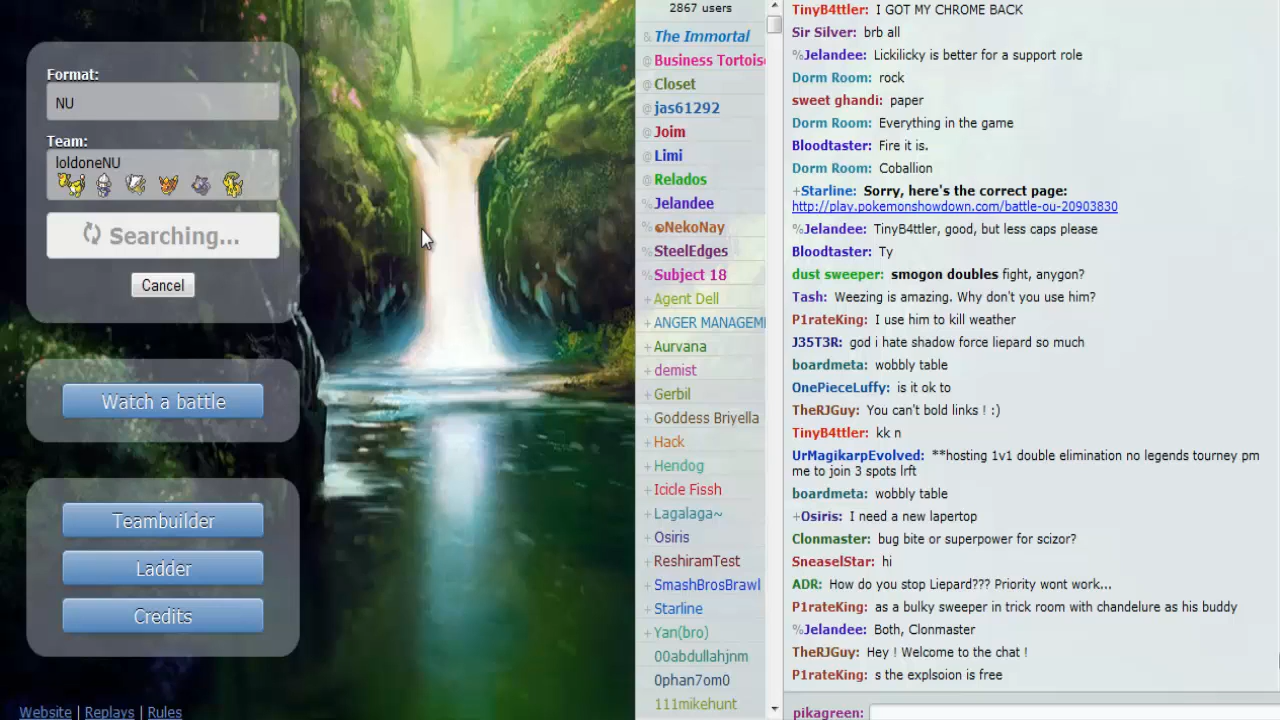 Format:
NU
Team:
loldoneNU
Searching...
Cancel
Watch a battle
Teambuilder
Ladder
Credits
Website | Replays | Rules
2867 users
& The Immortal
@ Business Tortois
@ Closet
@ jas61292
@ Joim
@ Limi
@ Relados
% Jelandee
% NekoNay
% SteelEdges
% Subject 18
+ Agent Dell
+ ANGER MANAGEM
+ Aurvana
+ demist
+ Gerbil
+ Goddess Briyella
+ Hack
+ Hendog
+ Icicle Fissh
+ Lagalaga~
+ Osiris
+ ReshiramTest
+ SmashBrosBrawl
+ Starline
+ Yan(bro)
00abdullahjnm
0phan7om0
111mikehunt
TinyB4ttler: I GOT MY CHROME BACK
Sir Silver: brb all
%Jelandee: Lickilicky is better for a support role
Dorm Room: rock
sweet ghandi: paper
Dorm Room: Everything in the game
Bloodtaster: Fire it is.
Dorm Room: Coballion
+Starline: Sorry, here's the correct page:
http://play.pokemonshowdown.com/battle-ou-20903830
%Jelandee: TinyB4ttler, good, but less caps please
Bloodtaster: Ty
dust sweeper: smogon doubles fight, anygon?
Tash: Weezing is amazing. Why don't you use him?
P1rateKing: I use him to kill weather
J35T3R: god i hate shadow force liepard so much
boardmeta: wobbly table
OnePieceLuffy: is it ok to
TheRJGuy: You can't bold links ! :)
TinyB4ttler: kk n
UrMagikarpEvolved: **hosting 1v1 double elimination no legends tourney pm
me to join 3 spots lrft
boardmeta: wobbly table
+Osiris: I need a new lapertop
Clonmaster: bug bite or superpower for scizor?
SneaselStar: hi
ADR: How do you stop Liepard??? Priority wont work...
P1rateKing: as a bulky sweeper in trick room with chandelure as his buddy
%Jelandee: Both, Clonmaster
TheRJGuy: Hey ! Welcome to the chat !
P1rateKing: s the explsoion is free
pikagreen: